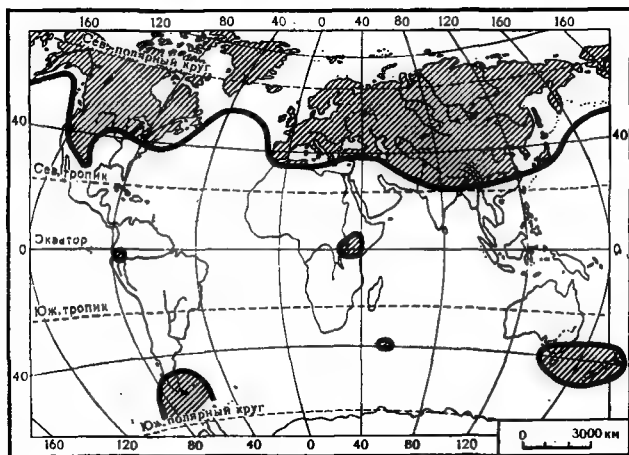 160 120 80 40 0 40 80 120 160
Сев. полярный круг
40 40
Сев. тропик
Экватор
0 0
Юж. тропик
40 40
Юж. полярный круг
160 120 80 40 0 40 80 120
0 3000 км